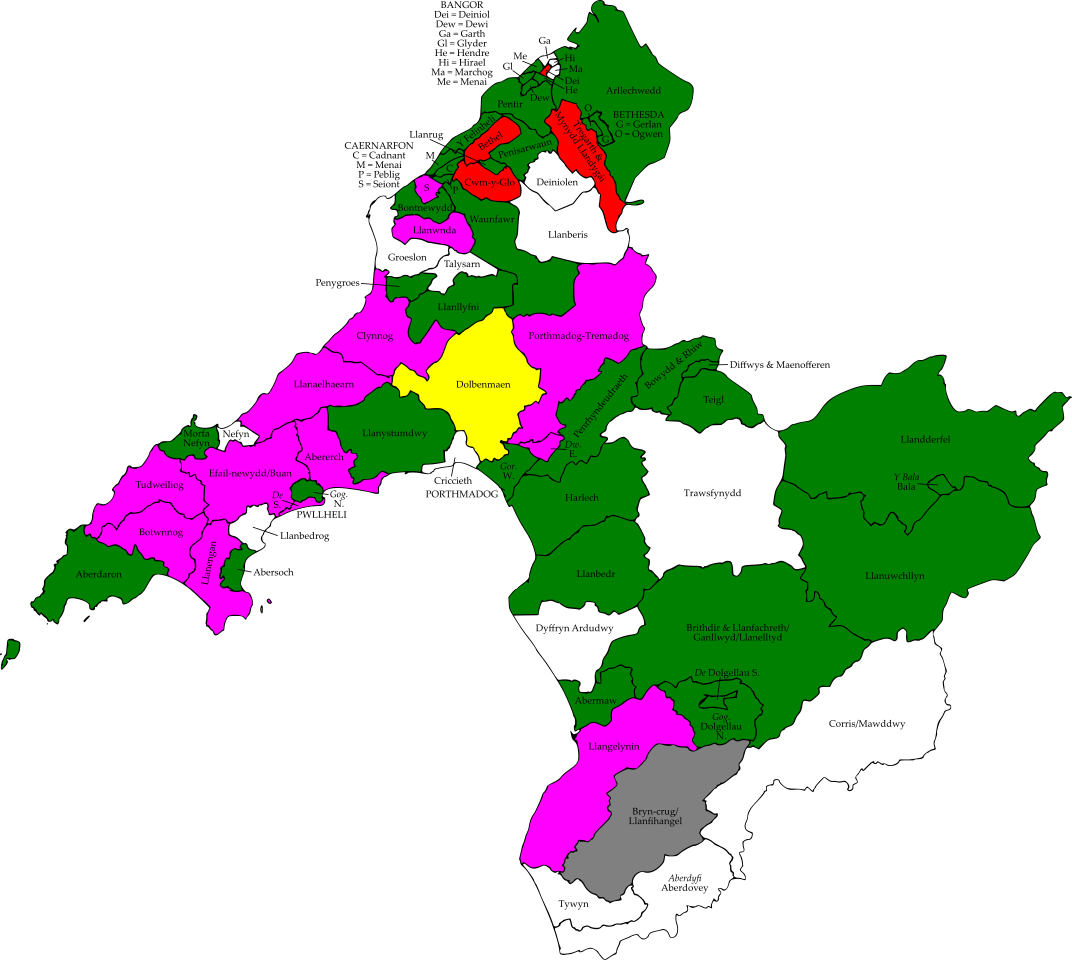 BANGOR
Dei = Deiniol
Dew = Dewi
Ga = Garth
Gl = Glyder
He = Hendre
Hi = Hirael
Ma = Marchog
Me = Menai
Ga
Me
Hi
Gl
Ma
Dei
He
Dew
Arllechwedd
Pentir
O
BETHESDA
G = Gerlan
O = Ogwen
G
Y Felinheli
Llanrug
Bethel
Penisarwaun
Tregarth &
Mynydd Llandygai
CAERNARFON
C = Cadnant
M = Menai
P = Peblig
S = Seiont
M
C
S
P
Cwm-y-Glo
Deiniolen
Bontnewydd
Waunfawr
Llanwnda
Llanberis
Groeslon
Talysarn
Penygroes
Llanllyfni
Clynnog
Porthmadog-Tremadog
Bowydd & Rhiw
Diffwys & Maenofferen
Llanaelhaearn
Dolbenmaen
Penrhyndeudraeth
Teigl
Morfa
Nefyn
Nefyn
Llanystumdwy
Dw.
E.
Llandderfel
Abererch
Efail-newydd/Buan
Gor.
W.
Tudweiliog
Criccieth
PORTHMADOG
Y Bala
Bala
De
S.
Gog.
N.
PWLLHELI
Harlech
Trawsfynydd
Botwnnog
Llanbedrog
Llanengan
Abersoch
Aberdaron
Llanbedr
Llanuwchllyn
Dyffryn Ardudwy
Brithdir & Llanfachreth/
Ganllwyd/Llanelltyd
De Dolgellau S.
Abermaw
Gog.
Dolgellau
N.
Corris/Mawddwy
Llangelynin
Bryn-crug/
Llanfihangel
Aberdyfi
Aberdovey
Tywyn